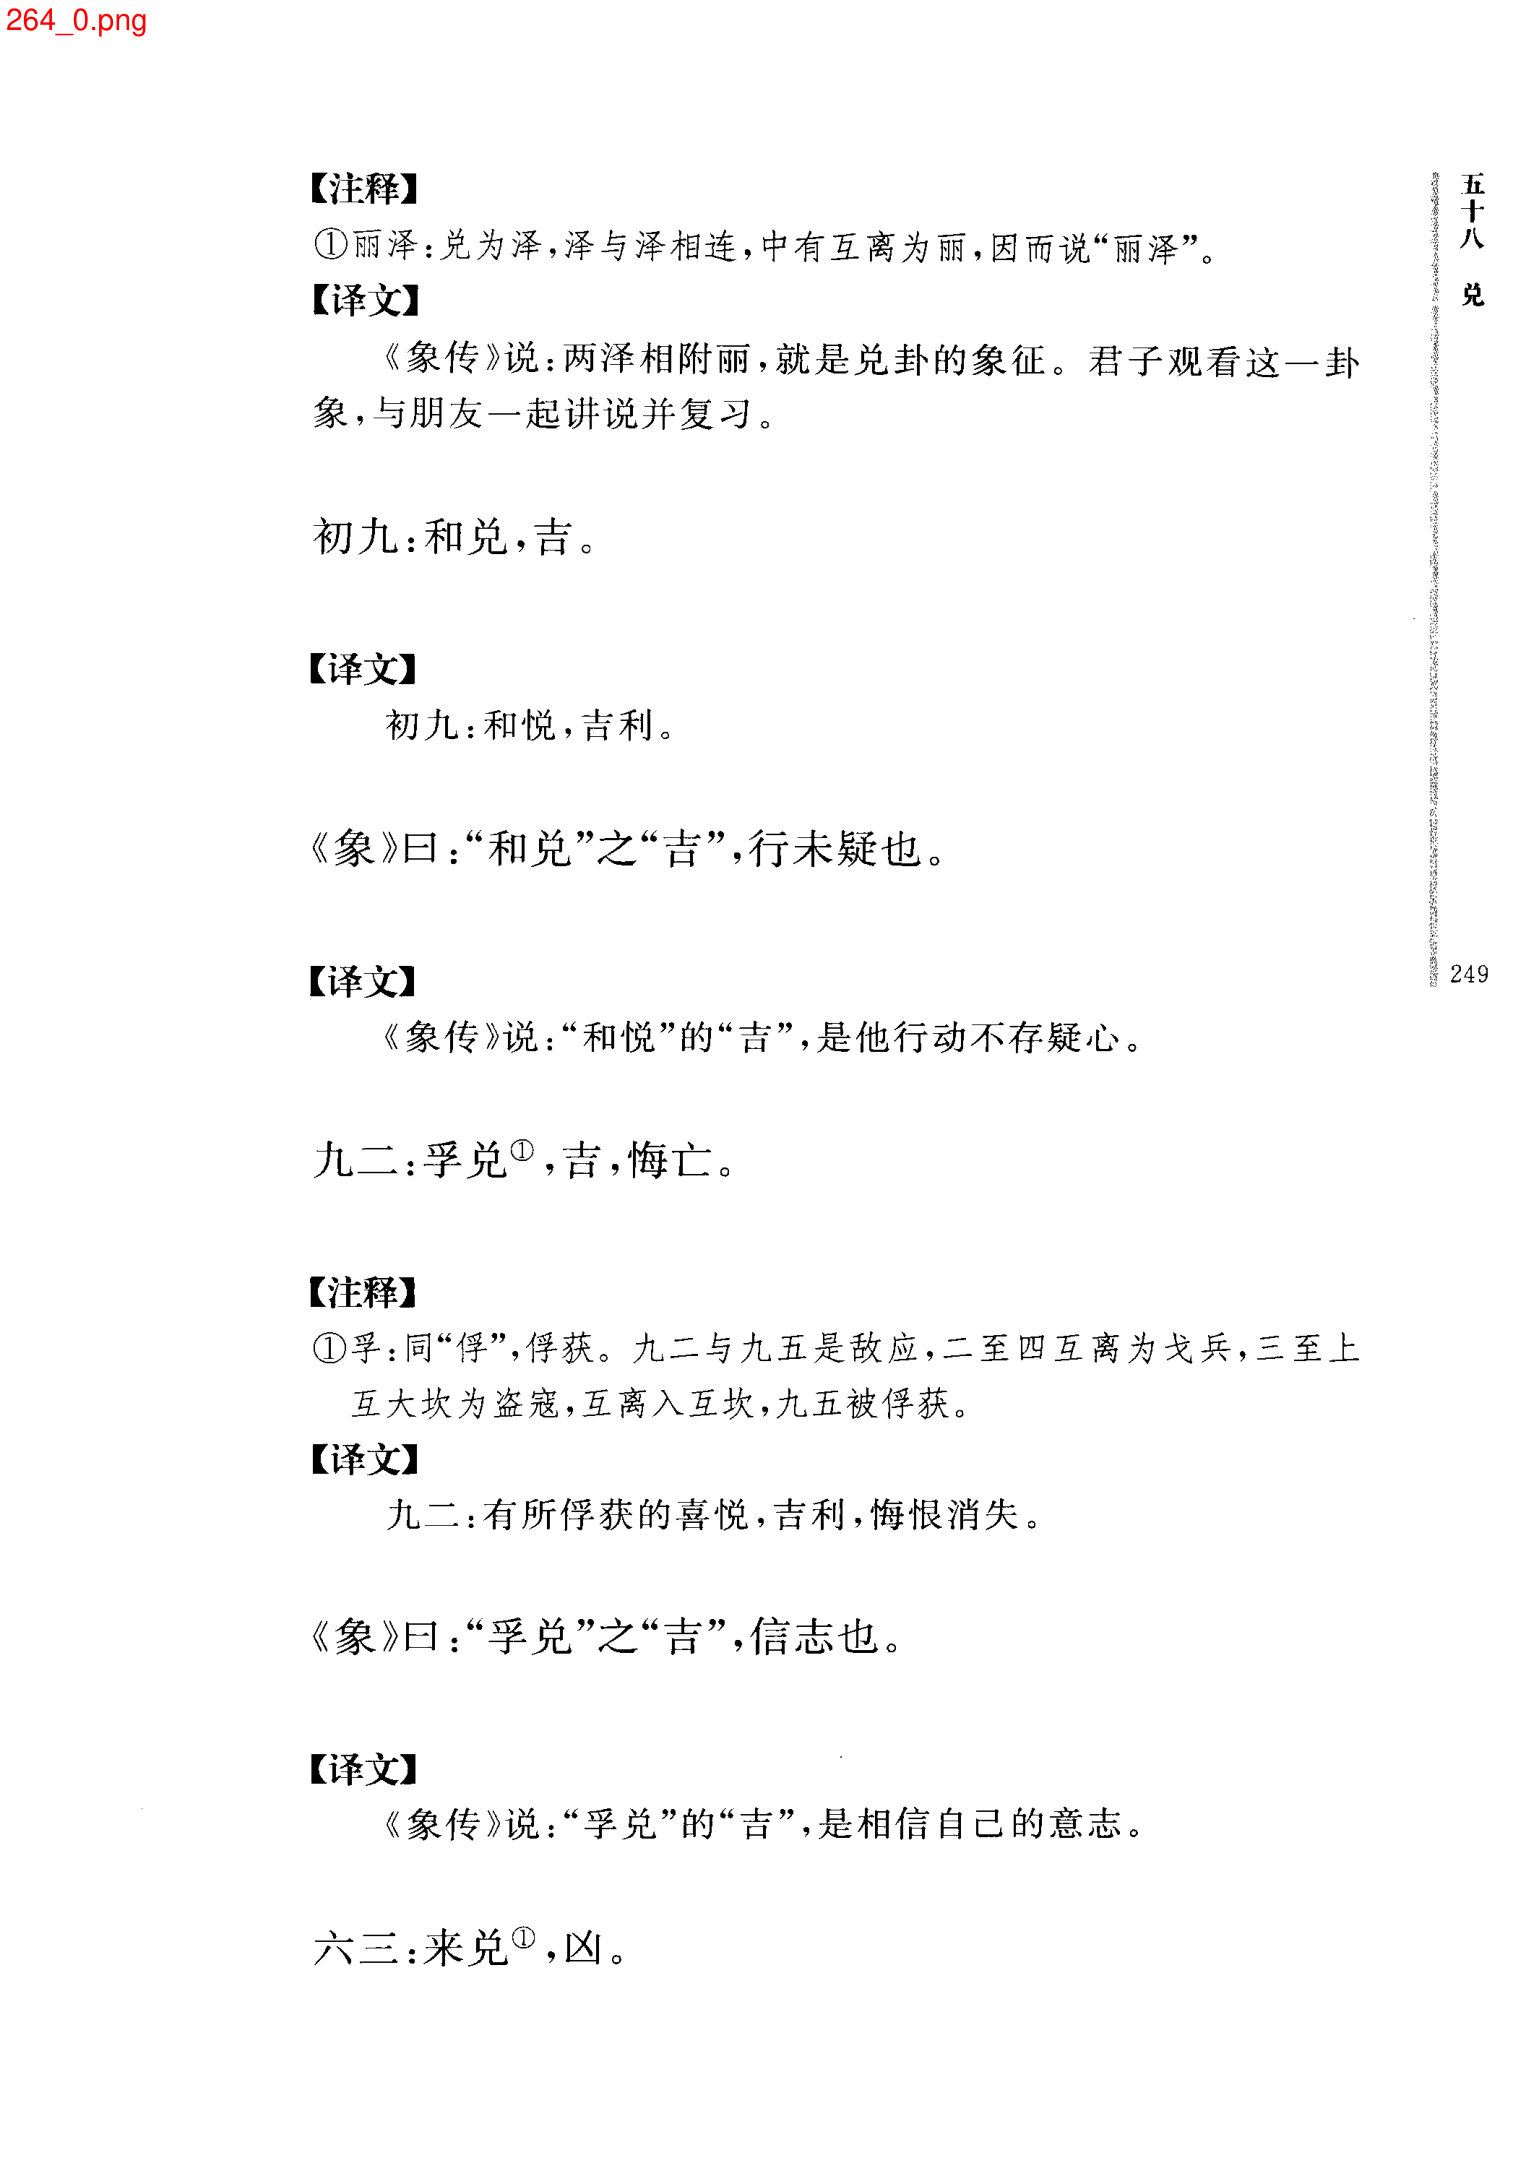 264_0.png
【注释】
①丽泽:兑为泽,泽与泽相连,中有互离为丽,因而说“丽泽”。
【译文】
《象传》说:两泽相附丽,就是兑卦的象征。君子观看这一卦
象,与朋友一起讲说并复习。
初九:和兑,吉。
【译文】
初九:和悦,吉利。
《象》曰:“和兑”之“吉”,行未疑也。
【译文】
《象传》说:“和悦”的“吉”,是他行动不存疑心。
九二:孚兑①,吉,悔亡。
【注释】
①孚:同“俘”,俘获。九二与九五是敌应,二至四互离为戈兵,三至上
互大坎为盗寇,互离入互坎,九五被俘获。
【译文】
九二:有所俘获的喜悦,吉利,悔恨消失。
《象》曰:“孚兑”之“吉”,信志也。
【译文】
《象传》说:“孚兑”的“吉”,是相信自己的意志。
六三:来兑①,凶。
五十八 兑
249